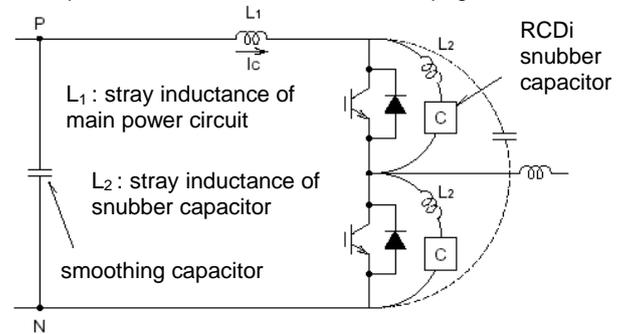 L1
P
Ic
L2
RCDi
snubber
capacitor
L1 : stray inductance of
main power circuit
C
L2 : stray inductance of
snubber capacitor
L2
C
smoothing capacitor
N